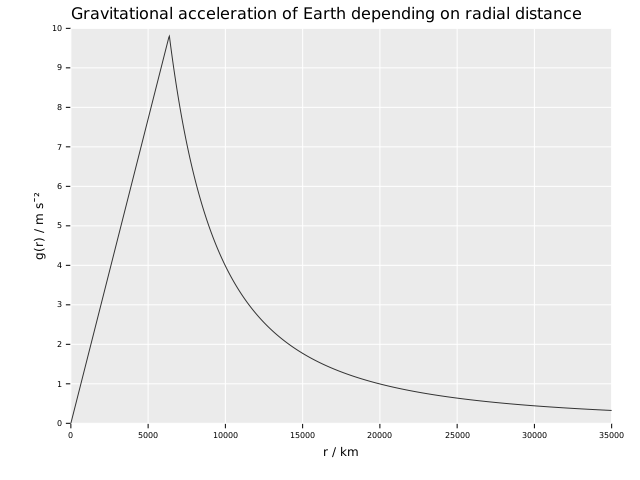 Gravitational acceleration of Earth depending on radial distance
10
9
8
7
6
5
4
3
2
1
0
g(r) / m s⁻²
0 5000 10000 15000 20000 25000 30000 35000
r / km